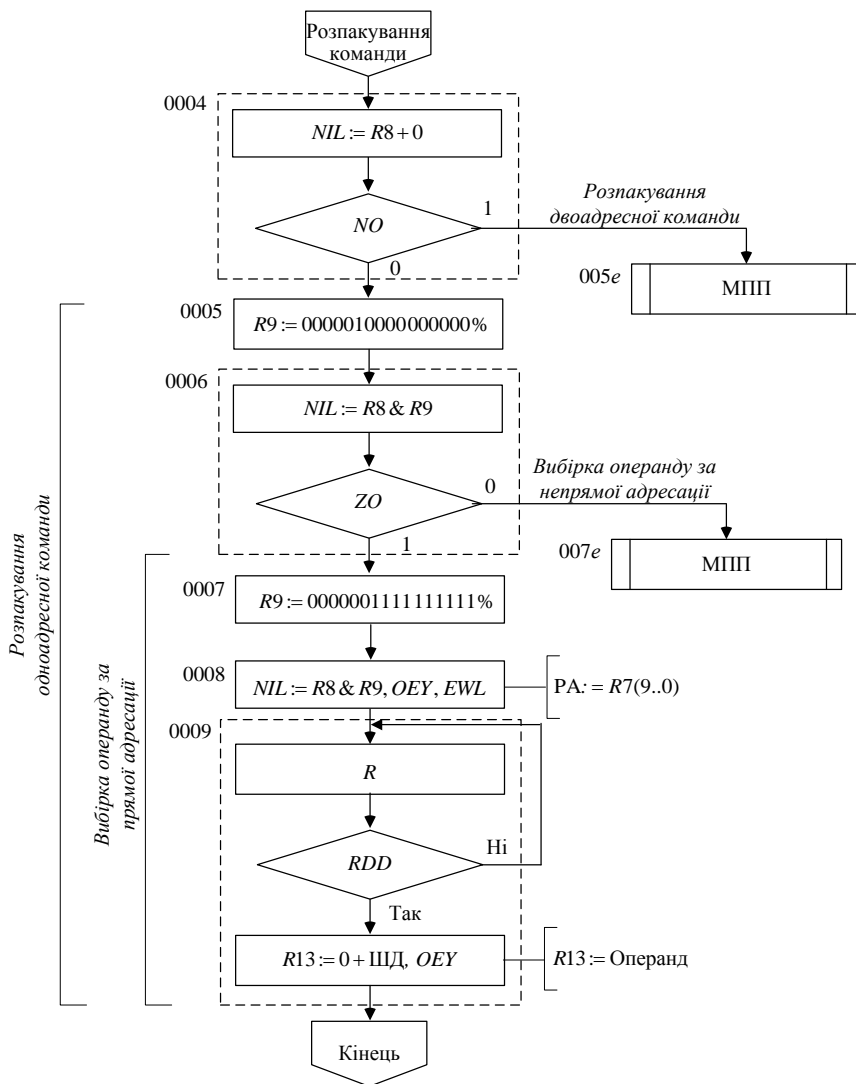 Розпакування
команди
0004
NIL := R8 + 0
NO
1
0
Розпакування
двоадресної команди
005e
МПП
0005
R9 := 0000010000000000%
0006
NIL := R8 & R9
ZO
0
1
Вибірка операнду за
непрямої адресації
007e
МПП
0007
R9 := 0000001111111111%
0008
NIL := R8 & R9, OEY, EWL
РА := R7(9..0)
0009
R
RDD
Ні
Так
R13 := 0 + ШД, OEY
R13 := Операнд
Кінець
Розпакування
одноадресної команди
Вибірка операнду за
прямої адресації